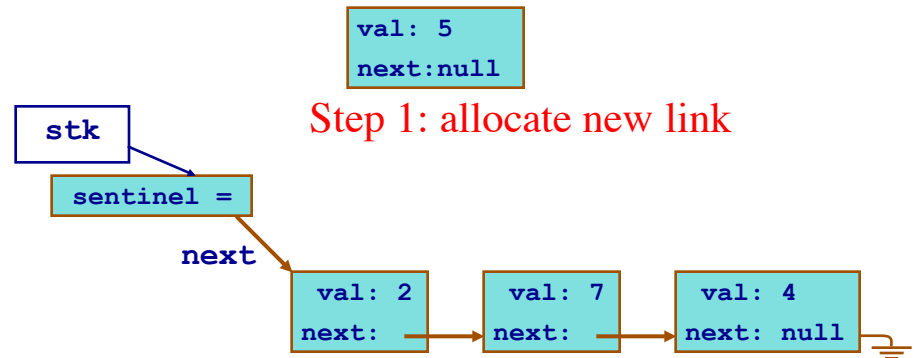 val: 5
next:null
Step 1: allocate new link
stk
sentinel =
next
val: 2
next:
val: 7
next:
val: 4
next: null